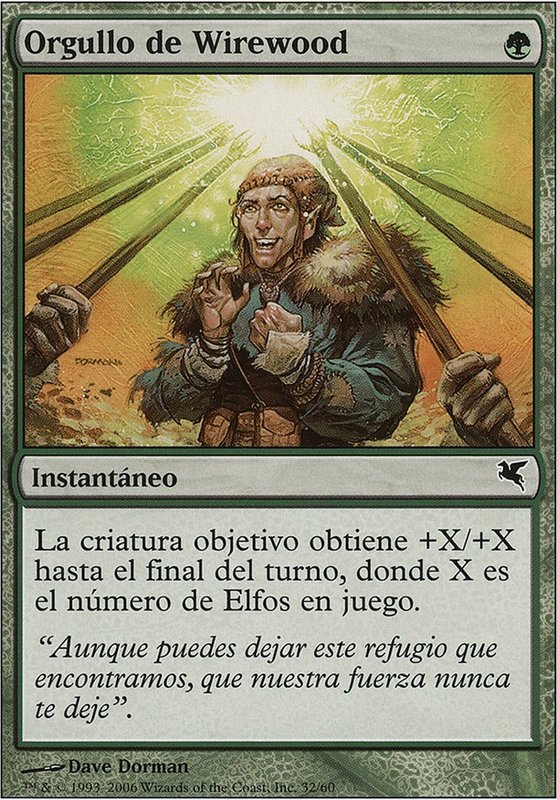 Orgullo de Wirewood
DORMAN
Instantáneo
La criatura objetivo obtiene +X/+X
hasta el final del turno, donde X es
el número de Elfos en juego.
“Aunque puedes dejar este refugio que
encontramos, que nuestra fuerza nunca
te deje”.
Dave Dorman
™ & © 1993-2006 Wizards of the Coast, Inc. 32/60